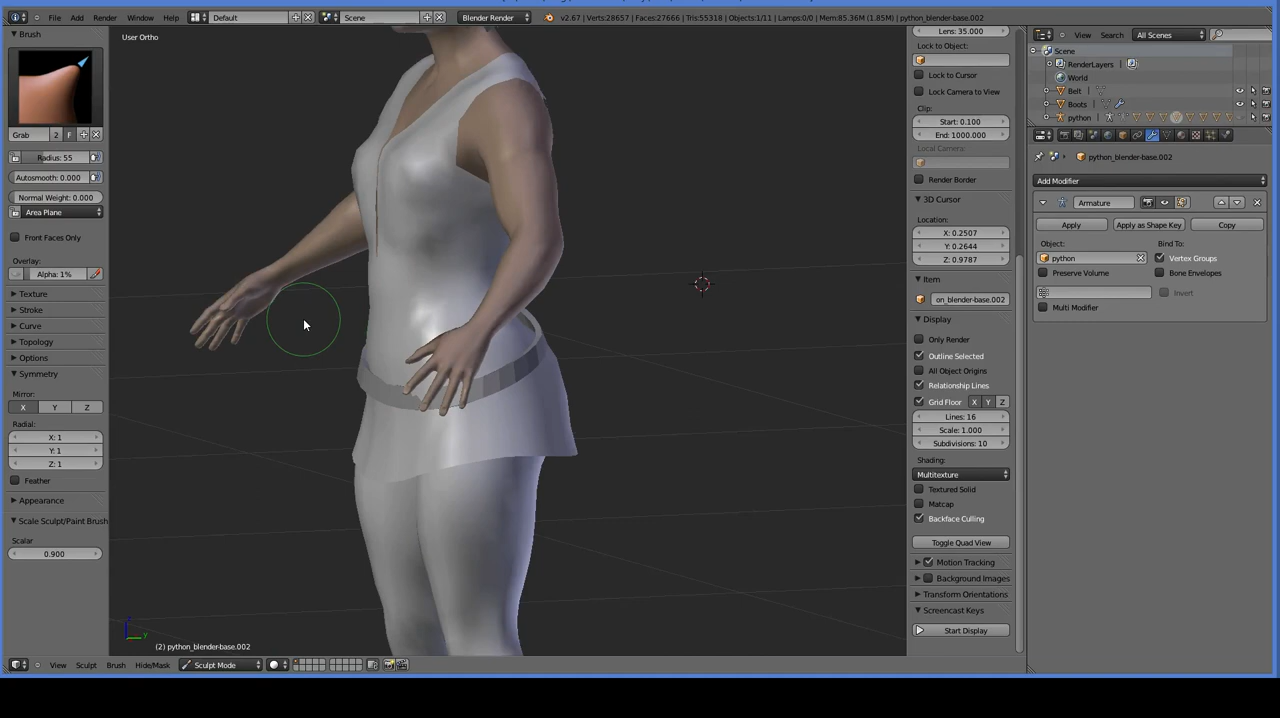 File Add Render Window Help Default Scene Blender Render v2.67 | Verts:28657 | Faces:27666 | Tris:55318 | Objects:1/11 | Lamps:0/0 | Mem:85.36M (1.85M) | python_blender-base.002
Brush
Grab 2 F
Radius: 55
Autosmooth: 0.000
Normal Weight: 0.000
Area Plane
Front Faces Only
Overlay:
Alpha: 1%
Texture
Stroke
Curve
Topology
Options
Symmetry
Mirror:
X Y Z
Radial:
X: 1
Y: 1
Z: 1
Feather
Appearance
Scale Sculpt/Paint Brush
Scalar
0.900
User Ortho
z
y
(2) python_blender-base.002
View Sculpt Brush Hide/Mask Sculpt Mode
Lens: 35.000
Lock to Object:
Lock to Cursor
Lock Camera to View
Clip:
Start: 0.100
End: 1000.000
Local Camera:
Render Border
3D Cursor
Location:
X: 0.2507
Y: 0.2644
Z: 0.9787
Item
on_blender-base.002
Display
Only Render
Outline Selected
All Object Origins
Relationship Lines
Grid Floor X Y Z
Lines: 16
Scale: 1.000
Subdivisions: 10
Shading:
Multitexture
Textured Solid
Matcap
Backface Culling
Toggle Quad View
Motion Tracking
Background Images
Transform Orientations
Screencast Keys
Start Display
View Search All Scenes
Scene
RenderLayers
World
Belt
Boots
python
python_blender-base.002
Add Modifier
Armature
Apply Apply as Shape Key Copy
Object: Bind To:
python Vertex Groups
Preserve Volume Bone Envelopes
Invert
Multi Modifier